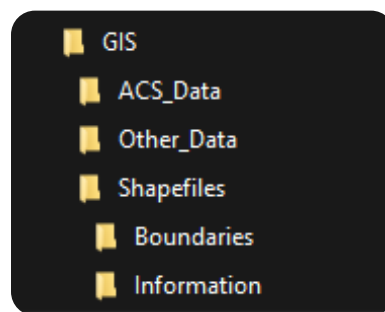 GIS
ACS_Data
Other_Data
Shapefiles
Boundaries
Information